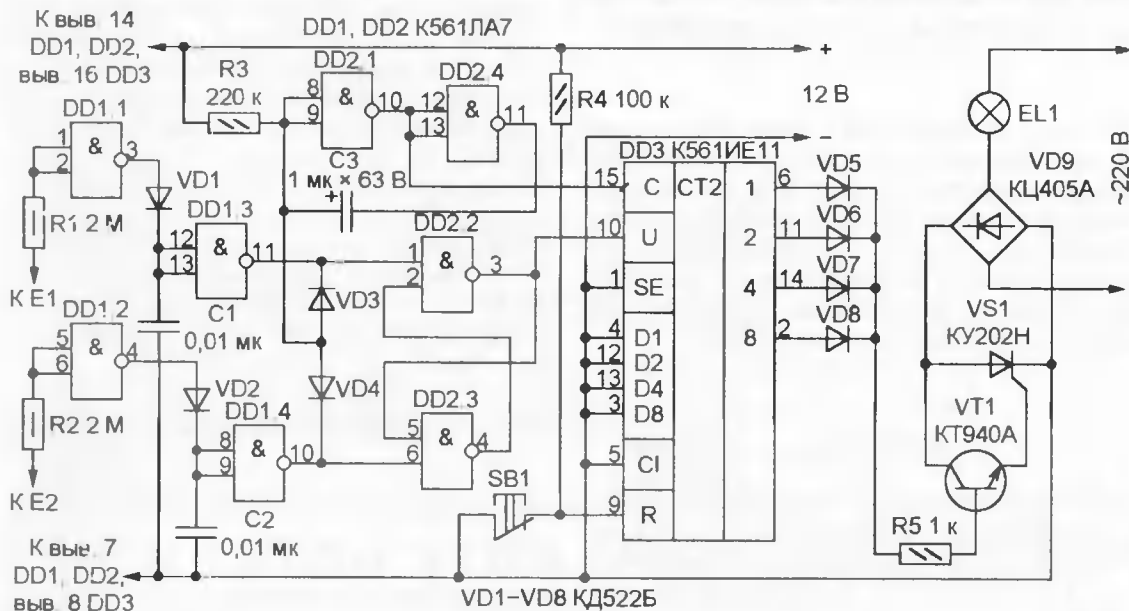 К выв. 14
DD1, DD2,
выв. 16 DD3
DD1, DD2 К561ЛА7
R3
220 к
DD2.1
8
9
&
10
DD2.4
12
13
&
11
R4 100 к
+
12 В
–
EL1
VD9
КЦ405А
~220 В
DD1.1
1
2
&
3
R1 2 М
К Е1
VD1
DD1.3
12
13
&
11
C3
1 мк × 63 В
+
C1
0,01 мк
DD2.2
1
2
&
3
DD3 К561ИЕ11
15
C
CT2
1
6
VD5
10
U
2
11
VD6
1
SE
4
14
VD7
8
2
VD8
4
D1
12
D2
13
D4
3
D8
5
CI
9
R
VS1
КУ202Н
VT1
КТ940А
R5 1 к
DD1.2
5
6
&
4
R2 2 М
К Е2
VD2
VD3
VD4
DD1.4
8
9
&
10
DD2.3
5
6
&
4
C2
0,01 мк
SB1
К выв. 7
DD1, DD2,
выв. 8 DD3
VD1–VD8 КД522Б